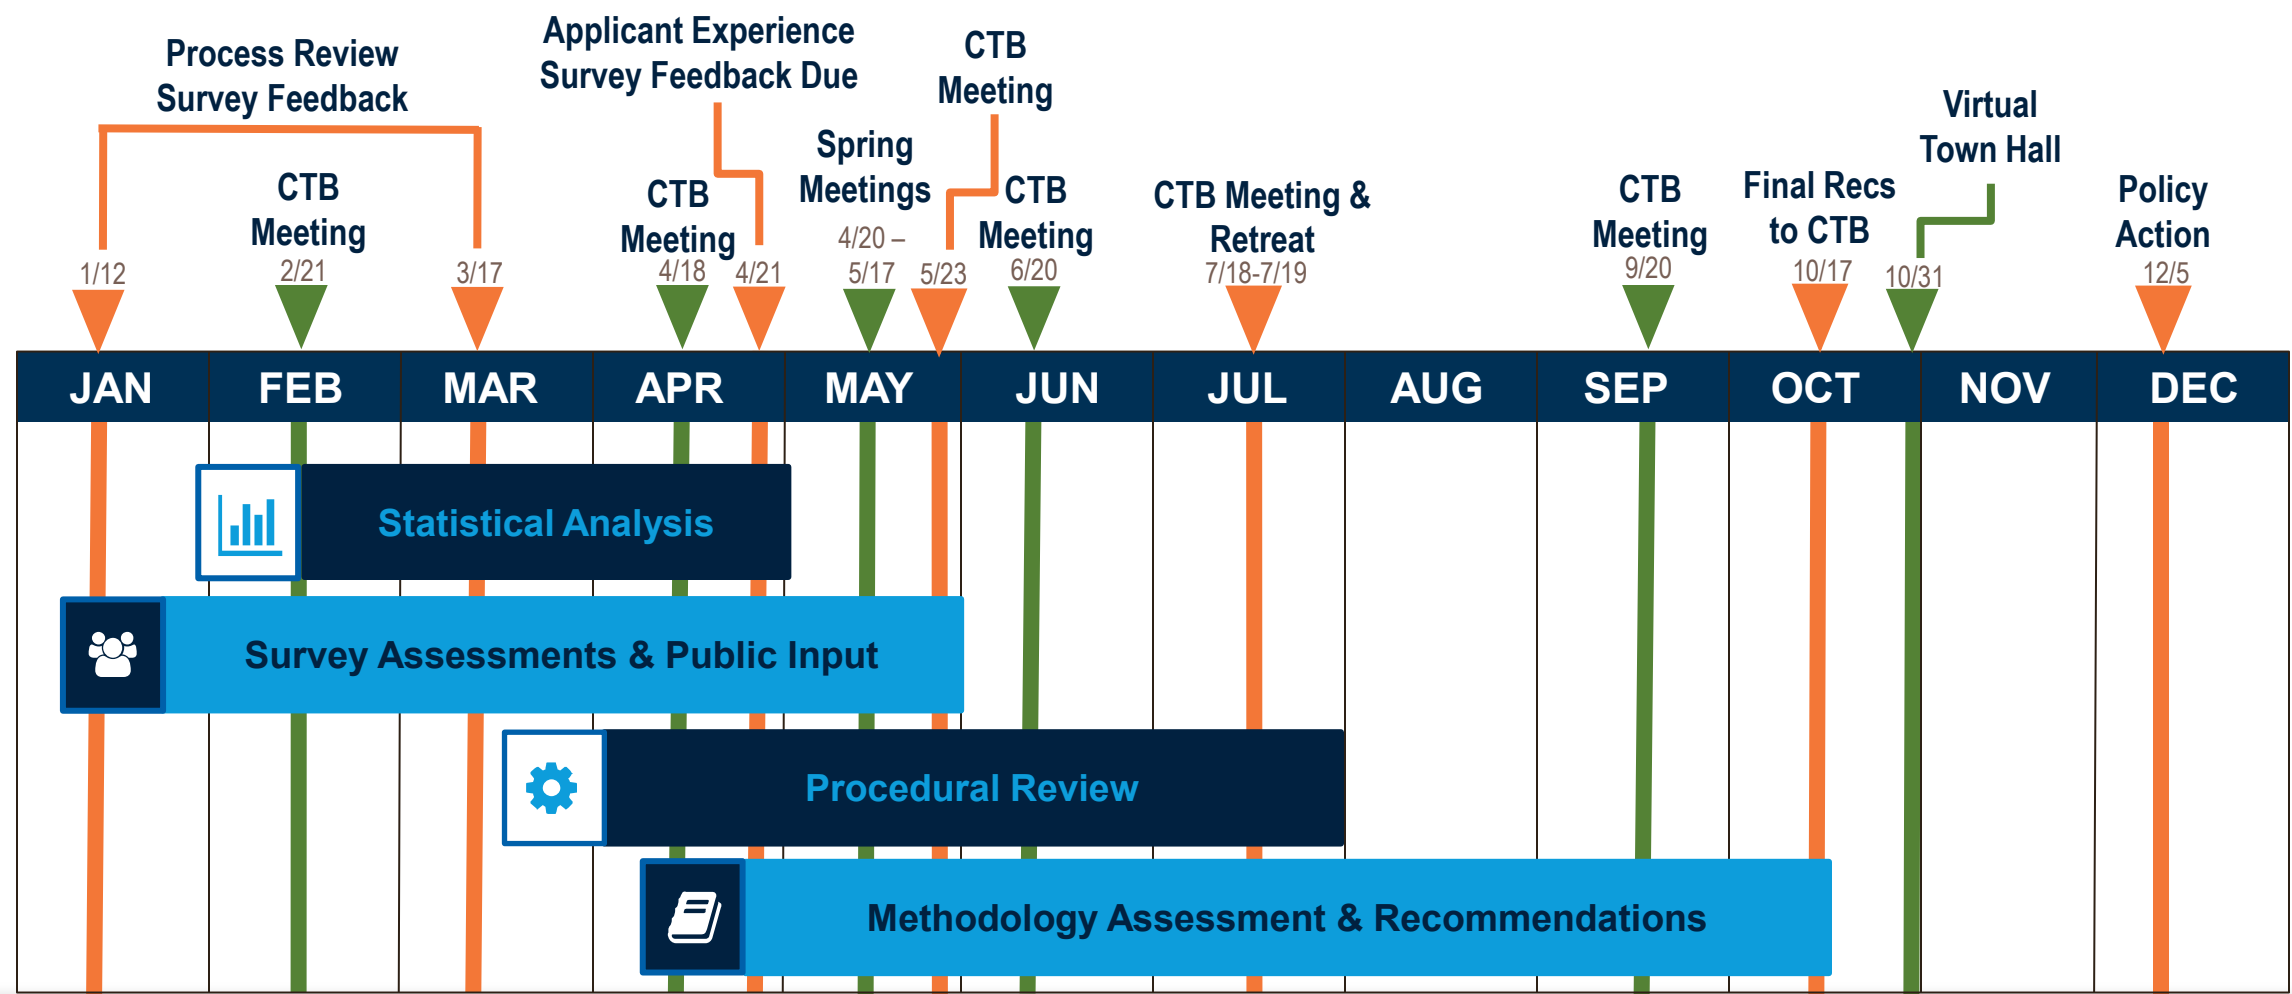 Process Review
Survey Feedback
1/12
3/17
CTB
Meeting
2/21
CTB
Meeting
4/18
Applicant Experience
Survey Feedback Due
4/21
Spring
Meetings
4/20 –
5/17
CTB
Meeting
5/23
CTB
Meeting
6/20
CTB Meeting &
Retreat
7/18-7/19
CTB
Meeting
9/20
Final Recs
to CTB
10/17
Virtual
Town Hall
10/31
Policy
Action
12/5
JAN FEB MAR APR MAY JUN JUL AUG SEP OCT NOV DEC
Statistical Analysis
Survey Assessments & Public Input
Procedural Review
Methodology Assessment & Recommendations